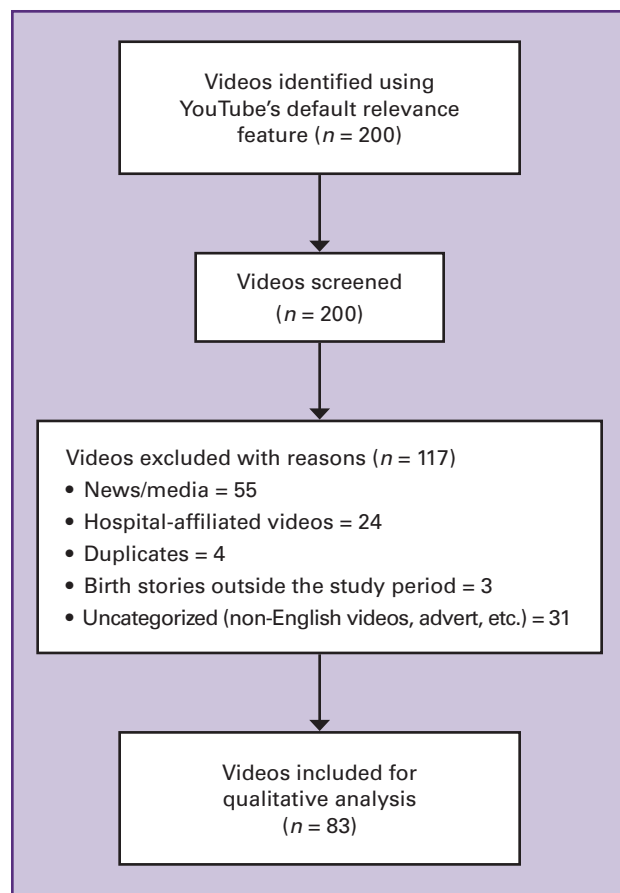 Videos identified using
YouTube’s default relevance
feature (n = 200)
Videos screened
(n = 200)
Videos excluded with reasons (n = 117)
• News/media = 55
• Hospital-affiliated videos = 24
• Duplicates = 4
• Birth stories outside the study period = 3
• Uncategorized (non-English videos, advert, etc.) = 31
Videos included for
qualitative analysis
(n = 83)